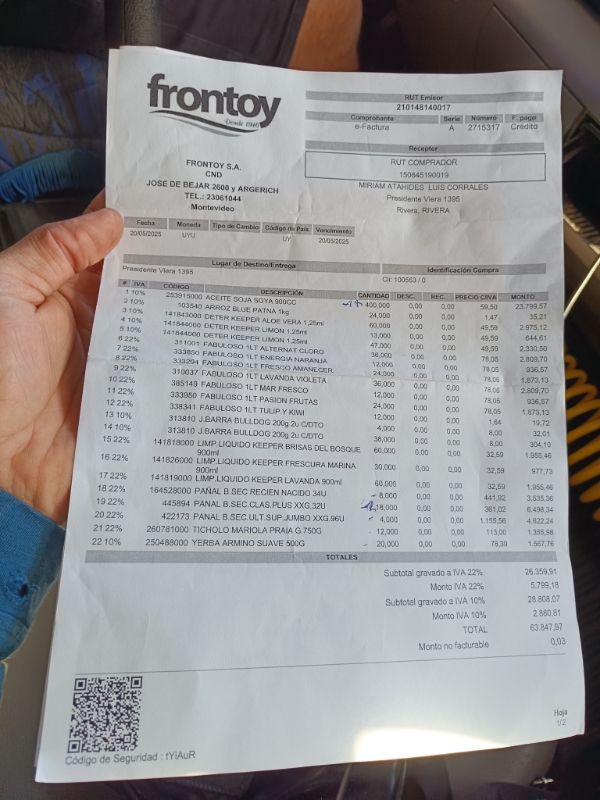 frontoy
Desde 1940
RUT Emisor
210148140017
Comprobante Serie Número F. pago
e-Factura A 2715317 Crédito
Receptor
RUT COMPRADOR
150845190019
MIRIAM ATAHIDES LUIS CORRALES
Presidente Viera 1395
Rivera, RIVERA
FRONTOY S.A.
CND
JOSE DE BEJAR 2600 y ARGERICH
TEL.: 23061044
Montevideo
Fecha Moneda Tipo de Cambio Código de País Vencimiento
20/05/2025 UYU UY 20/05/2025
Lugar de Destino/Entrega Identificación Compra
Presidente Viera 1395 Cli: 100553 / 0
# IVA CÓDIGO DESCRIPCIÓN CANTIDAD DESC. REC. PRECIO C/IVA MONTO
1 10% 253915000 ACEITE SOJA SOYA 900CC 400,000 0,00 0,00 59,50 23.799,57
2 10% 103540 ARROZ BLUE PATNA 1kg 24,000 0,00 0,00 1,47 35,21
3 10% 141843000 DETER KEEPER ALOE VERA 1,25ml 60,000 0,00 0,00 49,59 2.975,12
4 10% 141844000 DETER KEEPER LIMON 1,25ml 13,000 0,00 0,00 49,59 644,61
5 10% 141844000 DETER KEEPER LIMON 1,25ml 47,000 0,00 0,00 49,59 2.330,50
6 22% 311001 FABULOSO 1LT ALTERNAT CLORO 36,000 0,00 0,00 78,05 2.809,70
7 22% 333850 FABULOSO 1LT ENERGIA NARANJA 12,000 0,00 0,00 78,05 936,57
8 22% 333294 FABULOSO 1LT FRESCO AMANECER 24,000 0,00 0,00 78,05 1.873,13
9 22% 310037 FABULOSO 1LT LAVANDA VIOLETA 36,000 0,00 0,00 78,05 2.809,70
10 22% 385149 FABULOSO 1LT MAR FRESCO 12,000 0,00 0,00 78,05 936,57
11 22% 333950 FABULOSO 1LT PASION FRUTAS 24,000 0,00 0,00 78,05 1.873,13
12 22% 338341 FABULOSO 1LT TULIP.Y KIWI 12,000 0,00 0,00
13 10% 313810 J.BARRA BULLDOG 200g 2u C/DTO 4,000 0,00 0,00 8,00 32,01
14 10% 313810 J.BARRA BULLDOG 200g 2u C/DTO 38,000 0,00 0,00 8,00 304,10
15 22% 141818000 LIMP.LIQUIDO KEEPER BRISAS DEL BOSQUE 60,000 0,00 0,00 32,59 1.955,46
900ml
16 22% 141826000 LIMP.LIQUIDO KEEPER FRESCURA MARINA 30,000 0,00 0,00 32,59 977,73
900ml
17 22% 141819000 LIMP.LIQUIDO KEEPER LAVANDA 900ml 60,000 0,00 0,00 32,59 1.955,46
18 22% 164528000 PAÑAL B.SEC RECIEN NACIDO 34U 8,000 0,00 0,00 441,92 3.535,36
19 22% 445894 PAÑAL B.SEC.CLAS.PLUS XXG.32U 18,000 0,00 0,00 361,02 6.498,34
20 22% 422173 PAÑAL B.SEC.ULT.SUP.JUMBO XXG.96U 4,000 0,00 0,00 1.155,56 4.622,24
21 22% 260781000 TICHOLO MARIOLA PRAIA G.750G 12,000 0,00 0,00 113,00 1.355,98
22 10% 250488000 YERBA ARMINO SUAVE 500G 20,000 0,00 0,00 78,39 1.567,76
TOTALES
Subtotal gravado a IVA 22% 26.359,91
Monto IVA 22% 5.799,18
Subtotal gravado a IVA 10% 28.808,07
Monto IVA 10% 2.880,81
TOTAL 63.847,97
Monto no facturable 0,03
Hoja
1/2
Código de Seguridad : tYiAuR